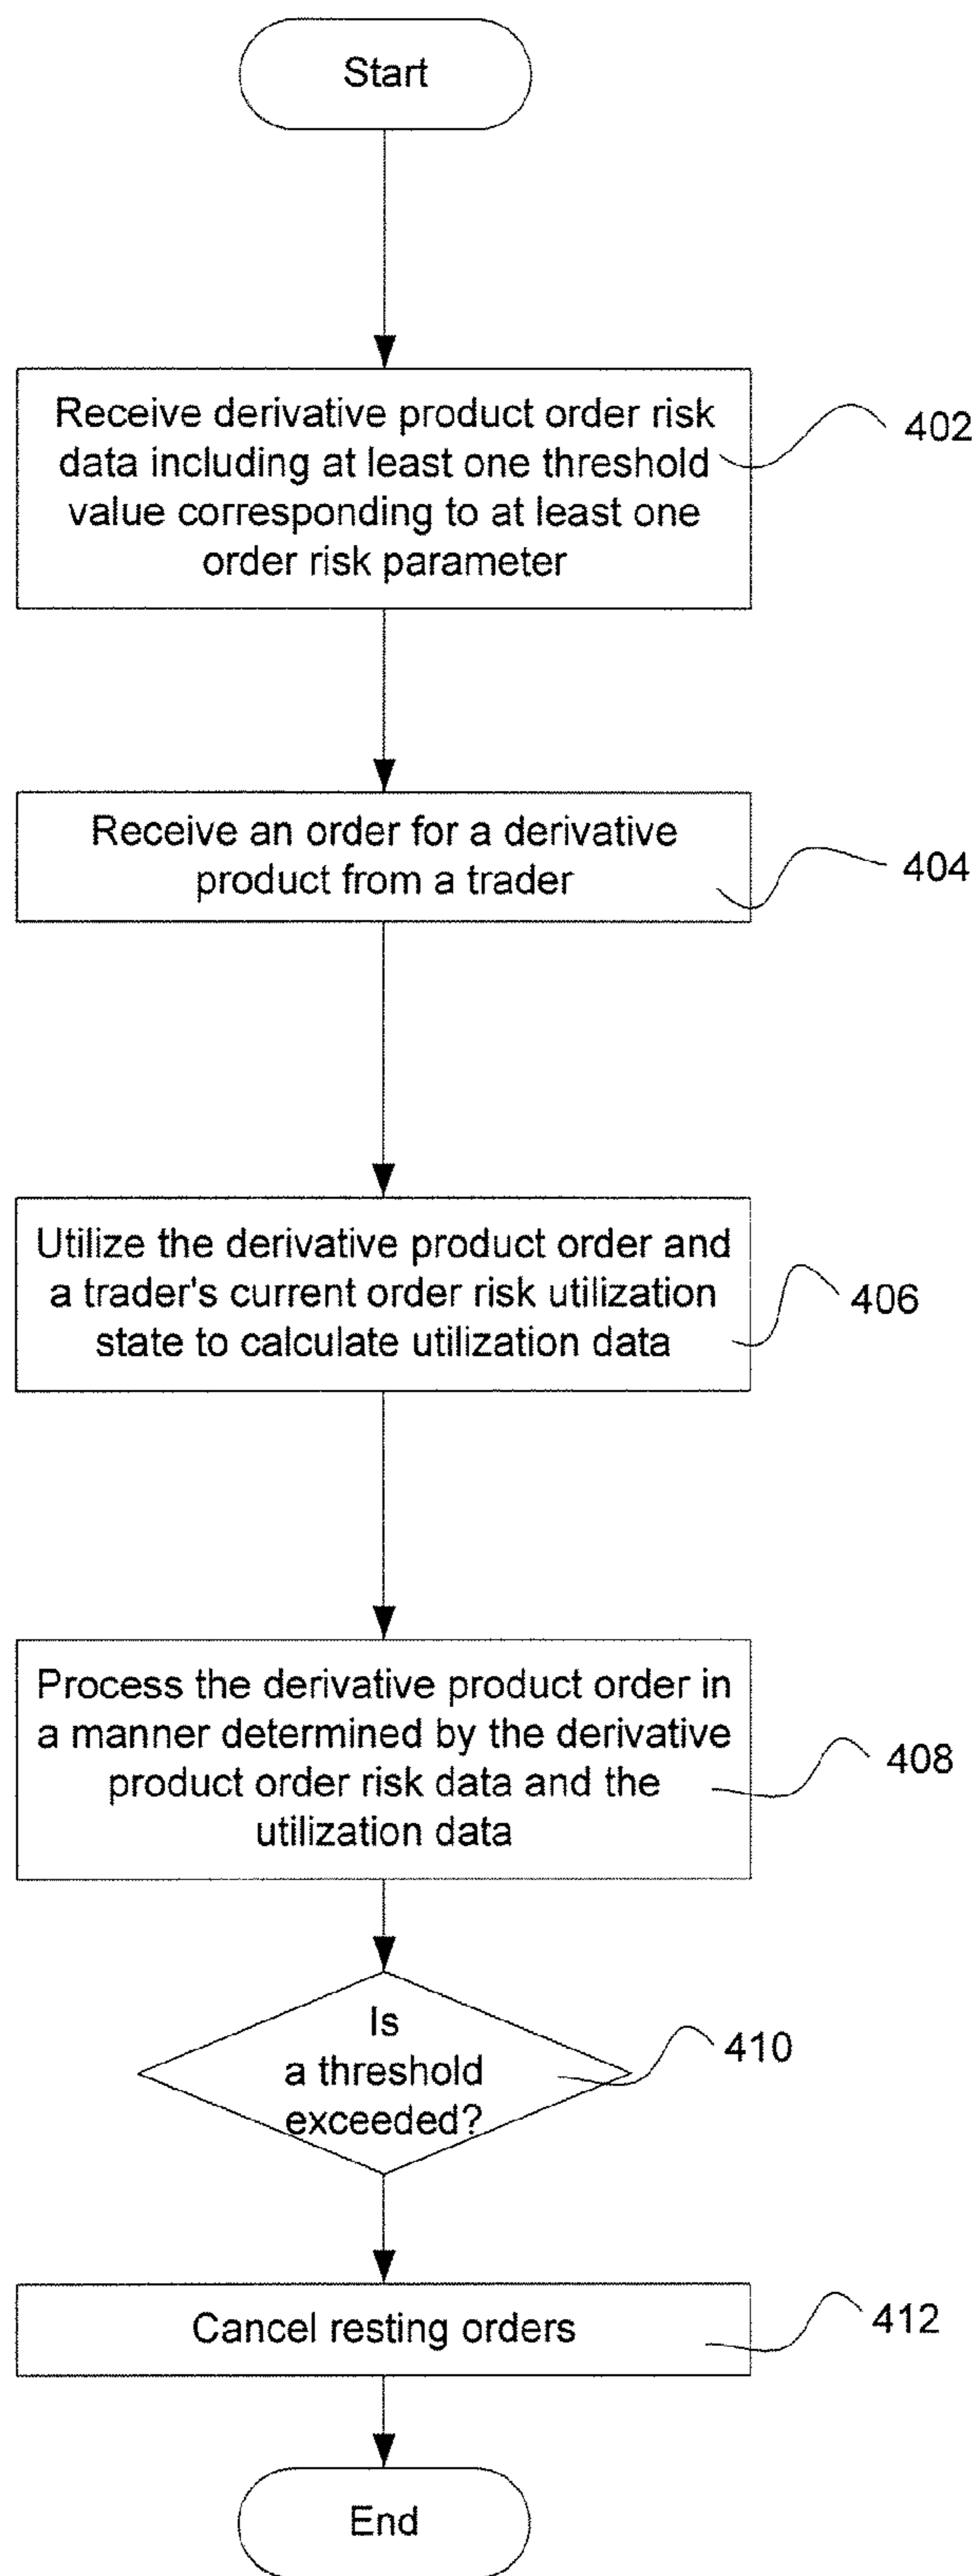 Start
Receive derivative product order risk
data including at least one threshold
value corresponding to at least one
order risk parameter
402
Receive an order for a derivative
product from a trader
404
Utilize the derivative product order and
a trader's current order risk utilization
state to calculate utilization data
406
Process the derivative product order in
a manner determined by the derivative
product order risk data and the
utilization data
408
Is
a threshold
exceeded?
410
Cancel resting orders
412
End